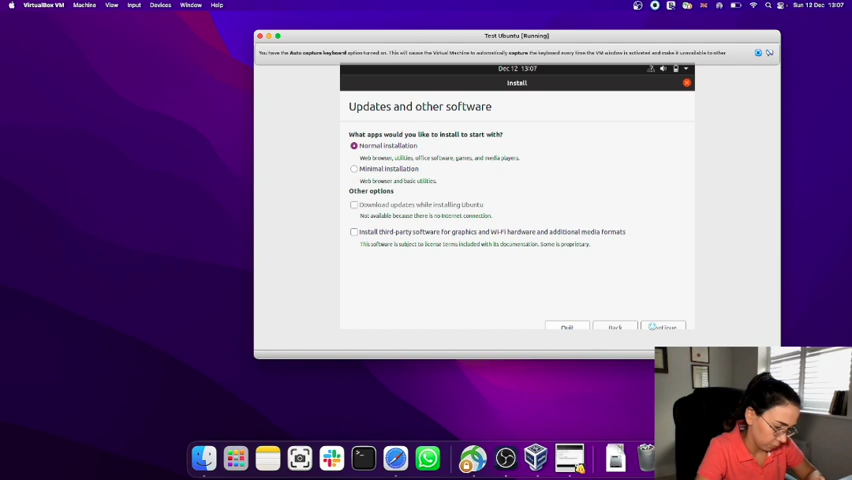 VirtualBox VM Machine View Input Devices Window Help Sun 12 Dec 13:07
Test Ubuntu [Running]
You have the Auto capture keyboard option turned on. This will cause the Virtual Machine to automatically capture the keyboard every time the VM window is activated and make it unavailable to other
Dec 12 13:07
Install
Updates and other software
What apps would you like to install to start with?
Normal installation
Web browser, utilities, office software, games, and media players.
Minimal installation
Web browser and basic utilities.
Other options
Download updates while installing Ubuntu
Not available because there is no Internet connection.
Install third-party software for graphics and Wi-Fi hardware and additional media formats
This software is subject to license terms included with its documentation. Some is proprietary.
Quit Back Continue